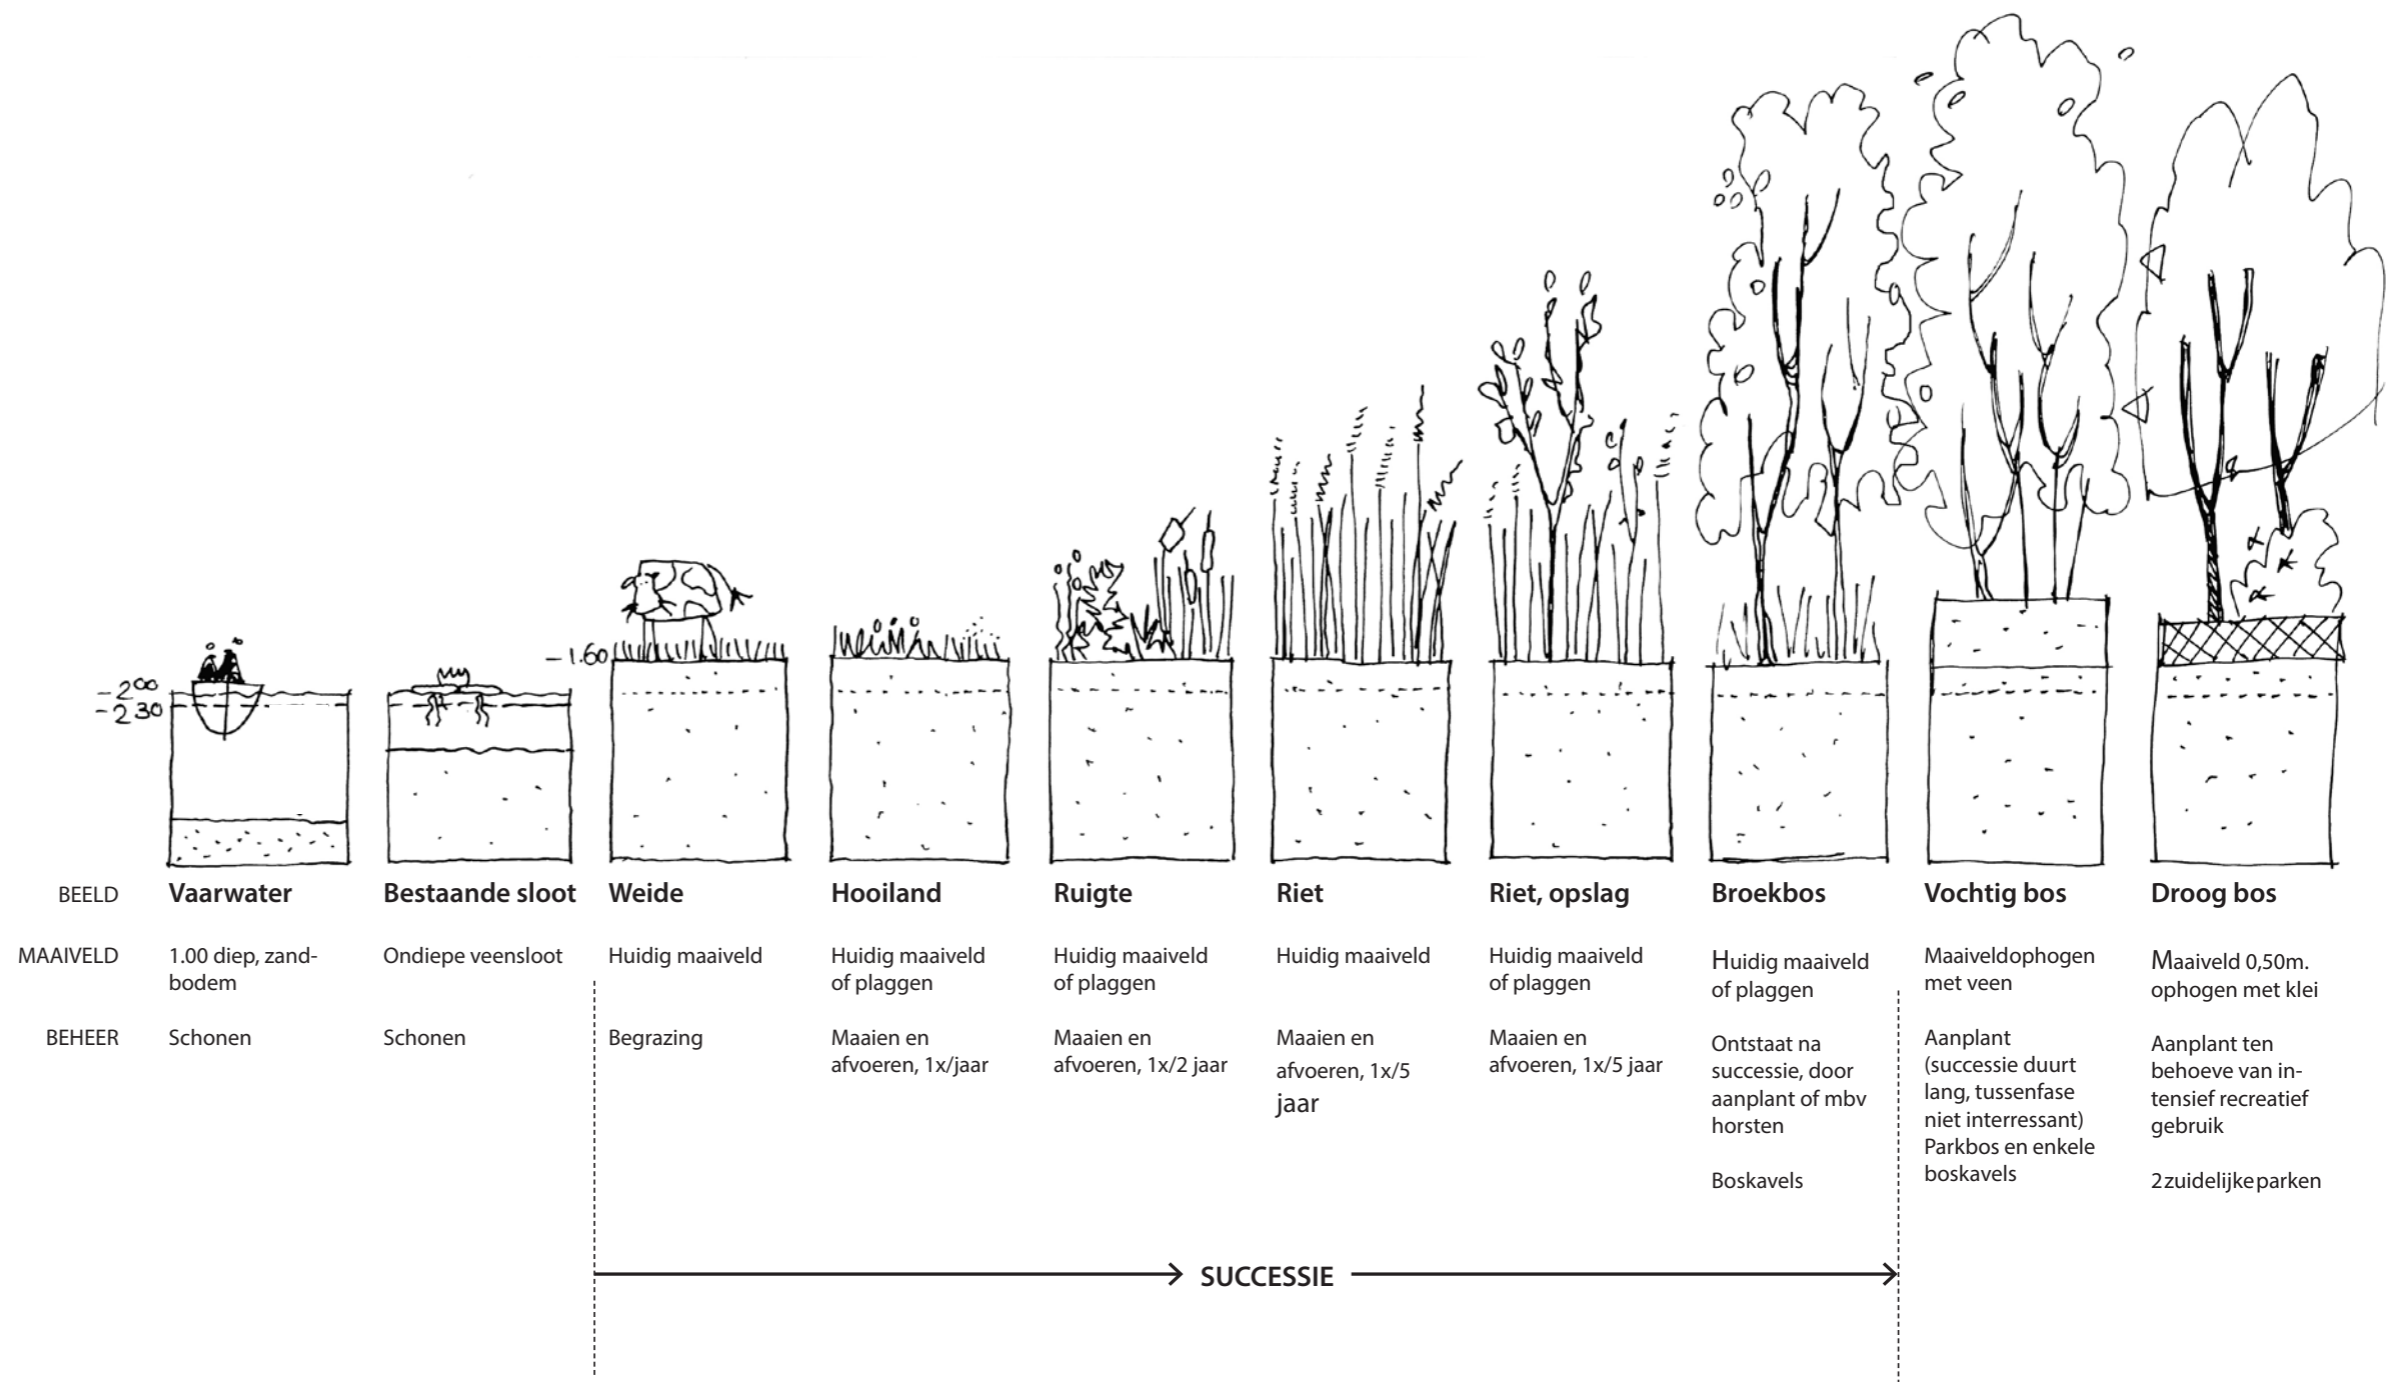 -1.60
-2.00
-2.30
BEELD
Vaarwater
Bestaande sloot
Weide
Hooiland
Ruigte
Riet
Riet, opslag
Broekbos
Vochtig bos
Droog bos
MAAIVELD
1.00 diep, zand-
bodem
Ondiepe veensloot
Huidig maaiveld
Huidig maaiveld
of plaggen
Huidig maaiveld
of plaggen
Huidig maaiveld
Huidig maaiveld
of plaggen
Huidig maaiveld
of plaggen
Maaiveldophogen
met veen
Maaiveld 0,50m.
ophogen met klei
BEHEER
Schonen
Schonen
Begrazing
Maaien en
afvoeren, 1x/jaar
Maaien en
afvoeren, 1x/2 jaar
Maaien en
afvoeren, 1x/5
jaar
Maaien en
afvoeren, 1x/5 jaar
Ontstaat na
successie, door
aanplant of mbv
horsten
Boskavels
Aanplant
(successie duurt
lang, tussenfase
niet interressant)
Parkbos en enkele
boskavels
Aanplant ten
behoeve van in-
tensief recreatief
gebruik
2zuidelijkeparken
SUCCESSIE